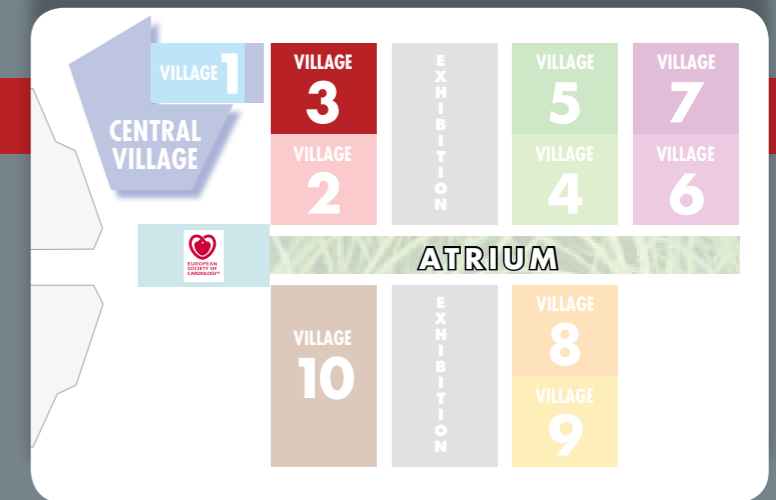 VILLAGE 1
CENTRAL
VILLAGE
VILLAGE
3
VILLAGE
2
EXHIBITION
VILLAGE
5
VILLAGE
4
VILLAGE
7
VILLAGE
6
EUROPEAN
SOCIETY OF
CARDIOLOGY®
ATRIUM
VILLAGE
10
EXHIBITION
VILLAGE
8
VILLAGE
9